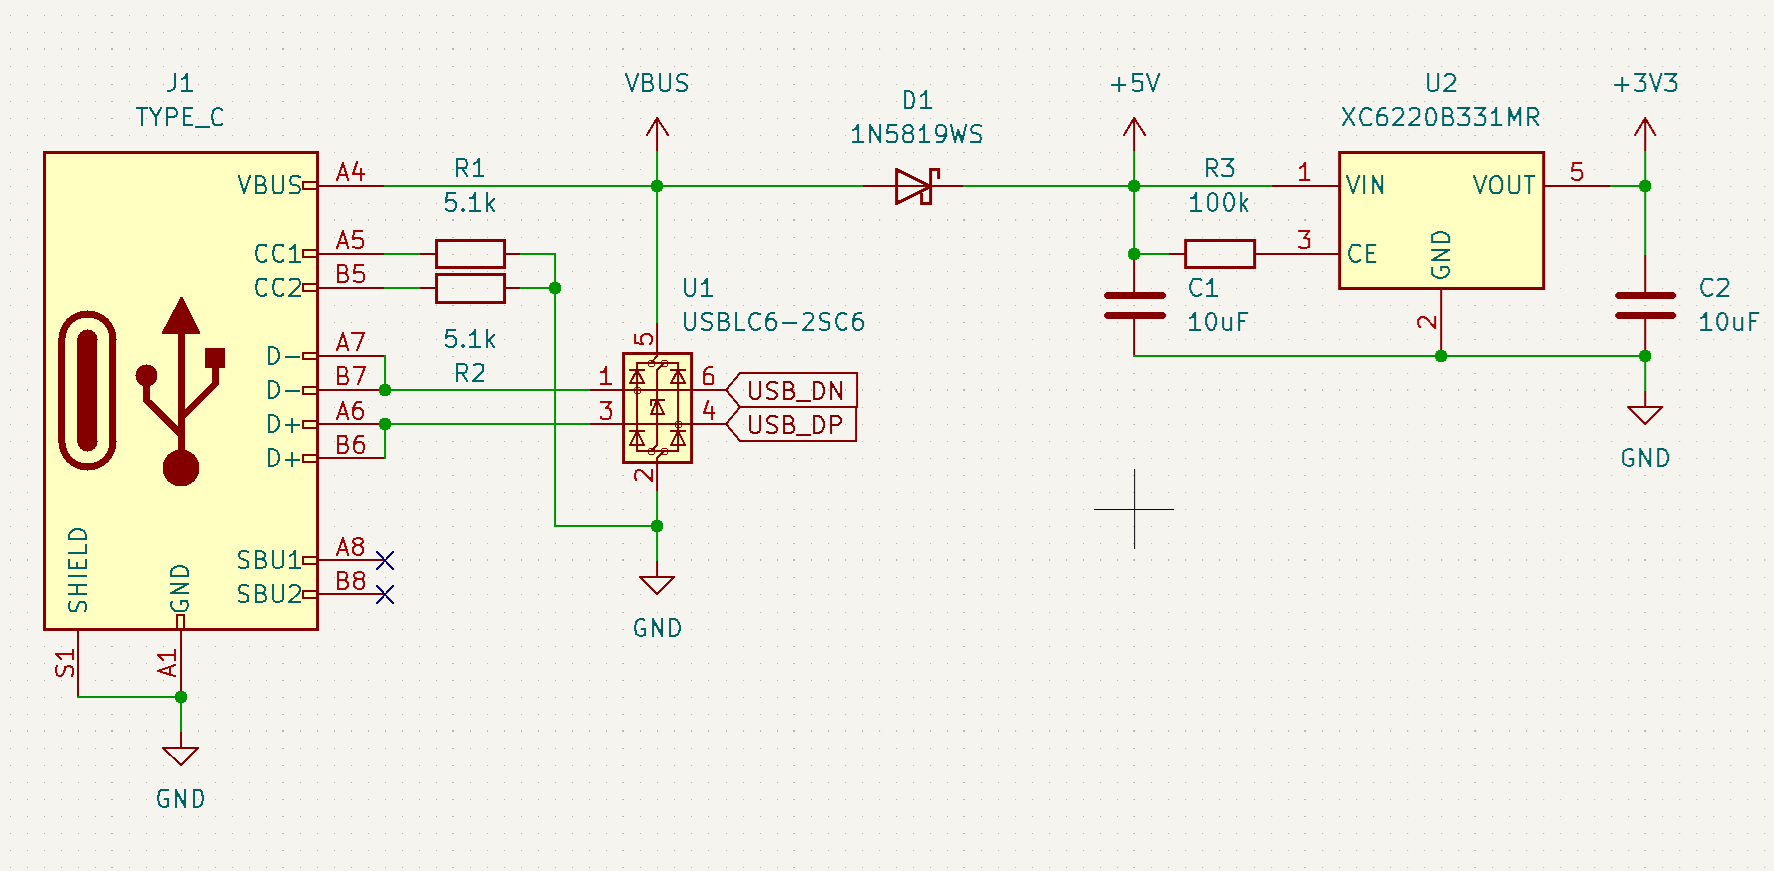 J1
TYPE_C
VBUS
A4
CC1
A5
CC2
B5
D-
A7
D-
B7
D+
A6
D+
B6
SBU1
A8
SBU2
B8
SHIELD
GND
S1
A1
GND
R1
5.1k
5.1k
R2
VBUS
U1
USBLC6-2SC6
5
1
6
3
4
2
USB_DN
USB_DP
GND
D1
1N5819WS
+5V
R3
100k
C1
10uF
U2
XC6220B331MR
1
VIN
VOUT
5
3
CE
GND
2
+3V3
C2
10uF
GND